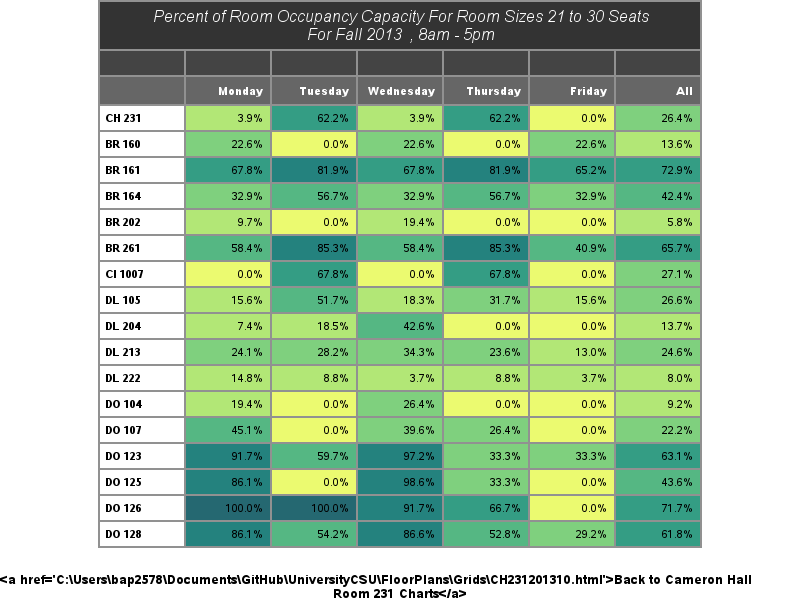 Percent of Room Occupancy Capacity For Room Sizes 21 to 30 Seats
For Fall 2013 , 8am - 5pm
Monday Tuesday Wednesday Thursday Friday All
CH 231 3.9% 62.2% 3.9% 62.2% 0.0% 26.4%
BR 160 22.6% 0.0% 22.6% 0.0% 22.6% 13.6%
BR 161 67.8% 81.9% 67.8% 81.9% 65.2% 72.9%
BR 164 32.9% 56.7% 32.9% 56.7% 32.9% 42.4%
BR 202 9.7% 0.0% 19.4% 0.0% 0.0% 5.8%
BR 261 58.4% 85.3% 58.4% 85.3% 40.9% 65.7%
CI 1007 0.0% 67.8% 0.0% 67.8% 0.0% 27.1%
DL 105 15.6% 51.7% 18.3% 31.7% 15.6% 26.6%
DL 204 7.4% 18.5% 42.6% 0.0% 0.0% 13.7%
DL 213 24.1% 28.2% 34.3% 23.6% 13.0% 24.6%
DL 222 14.8% 8.8% 3.7% 8.8% 3.7% 8.0%
DO 104 19.4% 0.0% 26.4% 0.0% 0.0% 9.2%
DO 107 45.1% 0.0% 39.6% 26.4% 0.0% 22.2%
DO 123 91.7% 59.7% 97.2% 33.3% 33.3% 63.1%
DO 125 86.1% 0.0% 98.6% 33.3% 0.0% 43.6%
DO 126 100.0% 100.0% 91.7% 66.7% 0.0% 71.7%
DO 128 86.1% 54.2% 86.6% 52.8% 29.2% 61.8%
<a href='C:\Users\bap2578\Documents\GitHub\UniversityCSU\FloorPlans\Grids\CH231201310.html'>Back to Cameron Hall
Room 231 Charts</a>